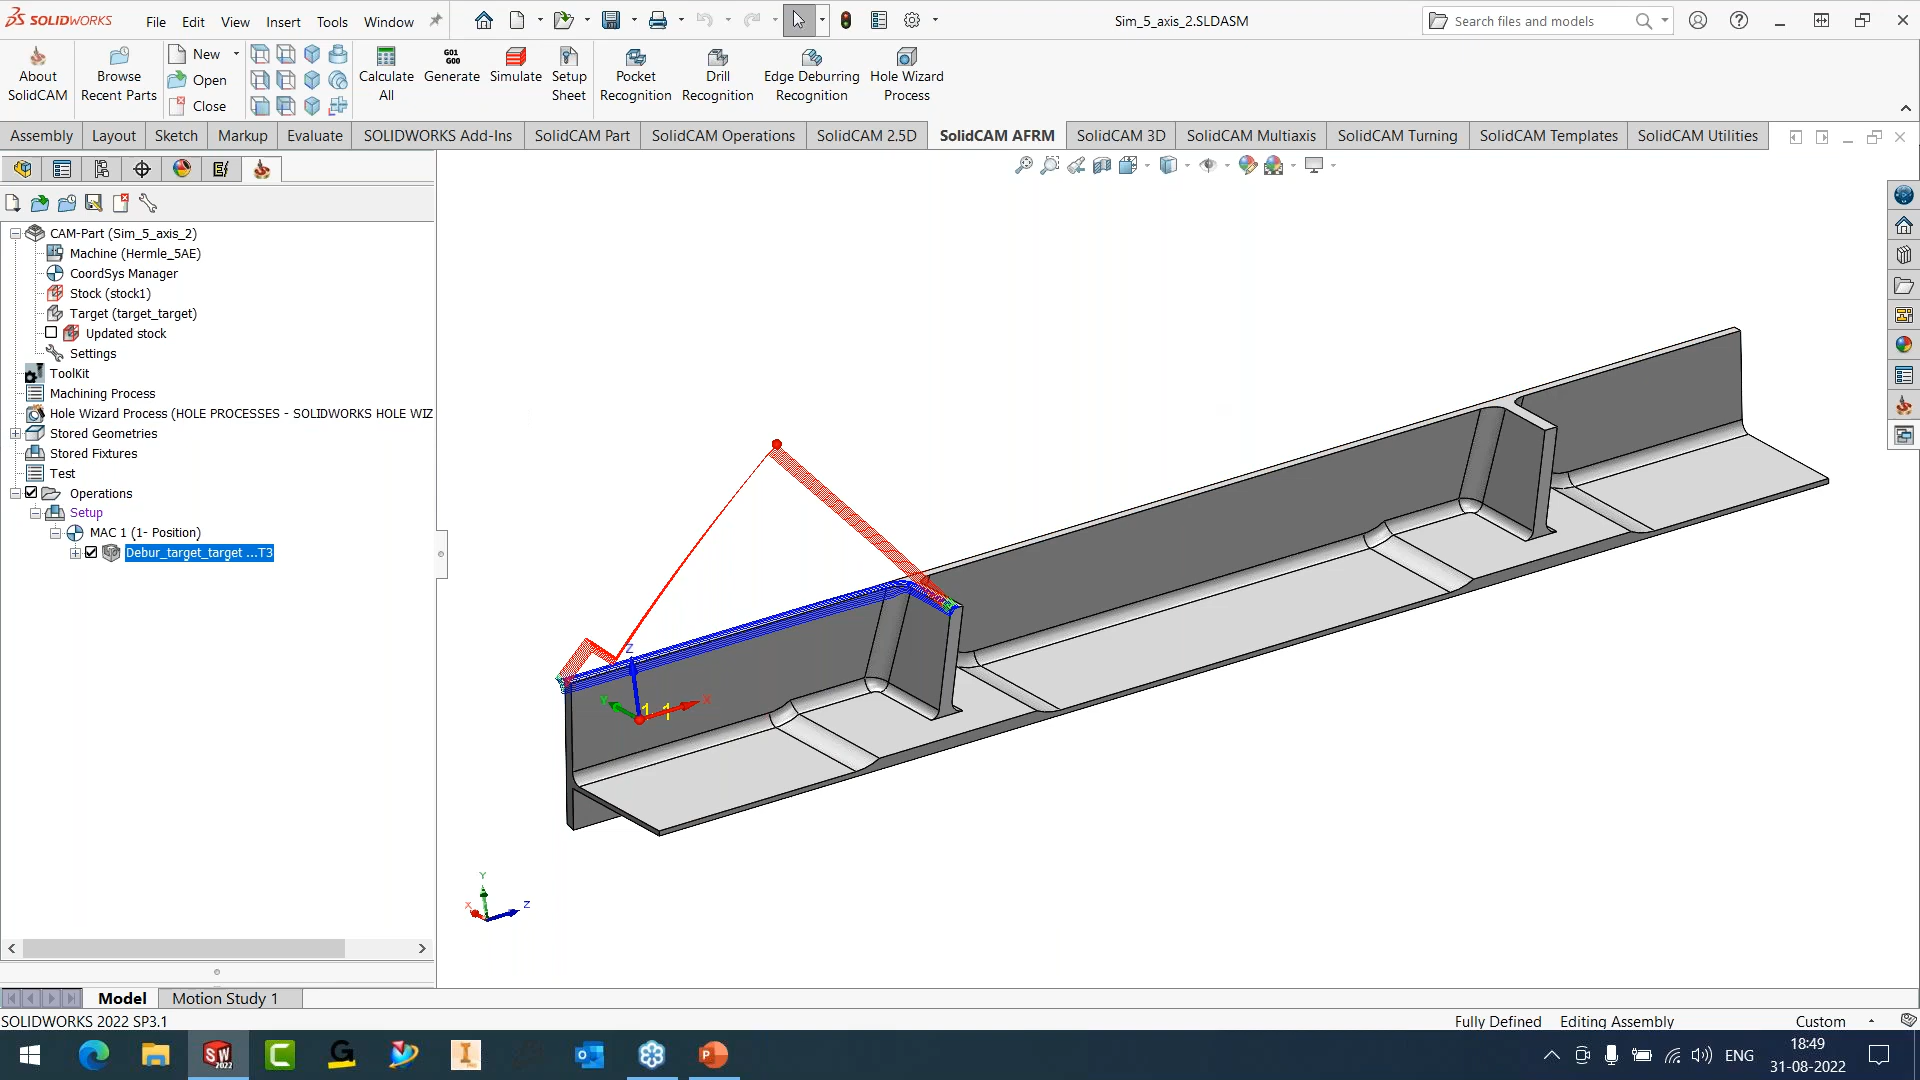 SOLIDWORKS File Edit View Insert Tools Window Sim_5_axis_2.SLDASM Search files and models
About SolidCAM
Browse Recent Parts
New
Open
Close
Calculate All
G01 G00
Generate
Simulate
Setup Sheet
Pocket Recognition
Drill Recognition
Edge Deburring Recognition
Hole Wizard Process
Assembly Layout Sketch Markup Evaluate SOLIDWORKS Add-Ins SolidCAM Part SolidCAM Operations SolidCAM 2.5D SolidCAM AFRM SolidCAM 3D SolidCAM Multiaxis SolidCAM Turning SolidCAM Templates SolidCAM Utilities
CAM-Part (Sim_5_axis_2)
Machine (Hermle_5AE)
CoordSys Manager
Stock (stock1)
Target (target_target)
Updated stock
Settings
ToolKit
Machining Process
Hole Wizard Process (HOLE PROCESSES - SOLIDWORKS HOLE WIZ
Stored Geometries
Stored Fixtures
Test
Operations
Setup
MAC 1 (1- Position)
Debur_target_target ...T3
Z
Y
X
1
1
Y
X
Z
Model Motion Study 1
SOLIDWORKS 2022 SP3.1 Fully Defined Editing Assembly Custom
SW 2022
ENG
18:49
31-08-2022